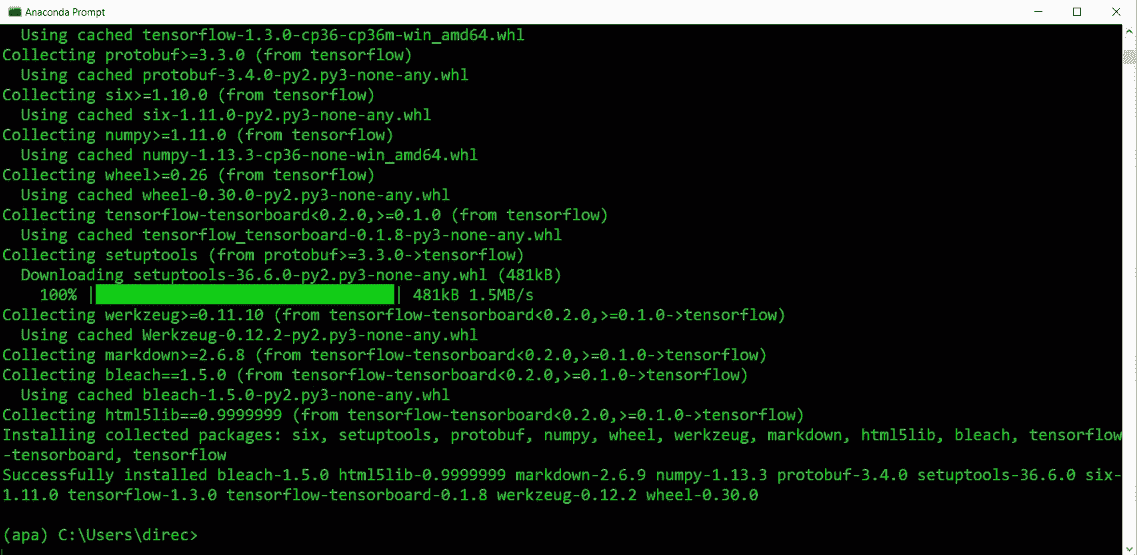 Anaconda Prompt
Using cached tensorflow-1.3.0-cp36-cp36m-win_amd64.whl
Collecting protobuf>=3.3.0 (from tensorflow)
Using cached protobuf-3.4.0-py2.py3-none-any.whl
Collecting six>=1.10.0 (from tensorflow)
Using cached six-1.11.0-py2.py3-none-any.whl
Collecting numpy>=1.11.0 (from tensorflow)
Using cached numpy-1.13.3-cp36-none-win_amd64.whl
Collecting wheel>=0.26 (from tensorflow)
Using cached wheel-0.30.0-py2.py3-none-any.whl
Collecting tensorflow-tensorboard<0.2.0,>=0.1.0 (from tensorflow)
Using cached tensorflow_tensorboard-0.1.8-py3-none-any.whl
Collecting setuptools (from protobuf>=3.3.0->tensorflow)
Downloading setuptools-36.6.0-py2.py3-none-any.whl (481kB)
100% |████████████████████████████████| 481kB 1.5MB/s
Collecting werkzeug>=0.11.10 (from tensorflow-tensorboard<0.2.0,>=0.1.0->tensorflow)
Using cached Werkzeug-0.12.2-py2.py3-none-any.whl
Collecting markdown>=2.6.8 (from tensorflow-tensorboard<0.2.0,>=0.1.0->tensorflow)
Collecting bleach==1.5.0 (from tensorflow-tensorboard<0.2.0,>=0.1.0->tensorflow)
Using cached bleach-1.5.0-py2.py3-none-any.whl
Collecting html5lib==0.9999999 (from tensorflow-tensorboard<0.2.0,>=0.1.0->tensorflow)
Installing collected packages: six, setuptools, protobuf, numpy, wheel, werkzeug, markdown, html5lib, bleach, tensorflow
-tensorboard, tensorflow
Successfully installed bleach-1.5.0 html5lib-0.9999999 markdown-2.6.9 numpy-1.13.3 protobuf-3.4.0 setuptools-36.6.0 six-
1.11.0 tensorflow-1.3.0 tensorflow-tensorboard-0.1.8 werkzeug-0.12.2 wheel-0.30.0
(apa) C:\Users\direc>